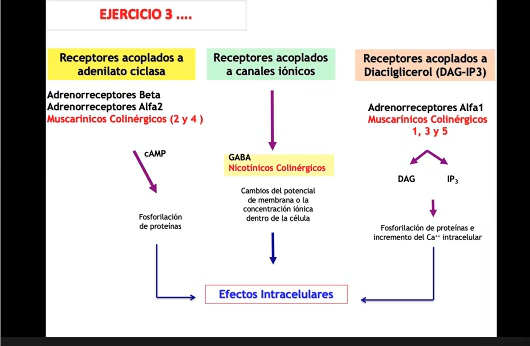 EJERCICIO 3 ....
Receptores acoplados a
adenilato ciclasa
Adrenorreceptores Beta
Adrenorreceptores Alfa2
Muscarínicos Colinérgicos (2 y 4 )
cAMP
Fosforilación
de proteínas
Receptores acoplados
a canales iónicos
GABA
Nicotínicos Colinérgicos
Cambios del potencial
de membrana o la
concentración iónica
dentro de la célula
Receptores acoplados a
Diacilglicerol (DAG-IP3)
Adrenorreceptores Alfa1
Muscarínicos Colinérgicos
1, 3 y 5
DAG
IP₃
Fosforilación de proteínas e
incremento del Ca⁺⁺ intracelular
Efectos Intracelulares